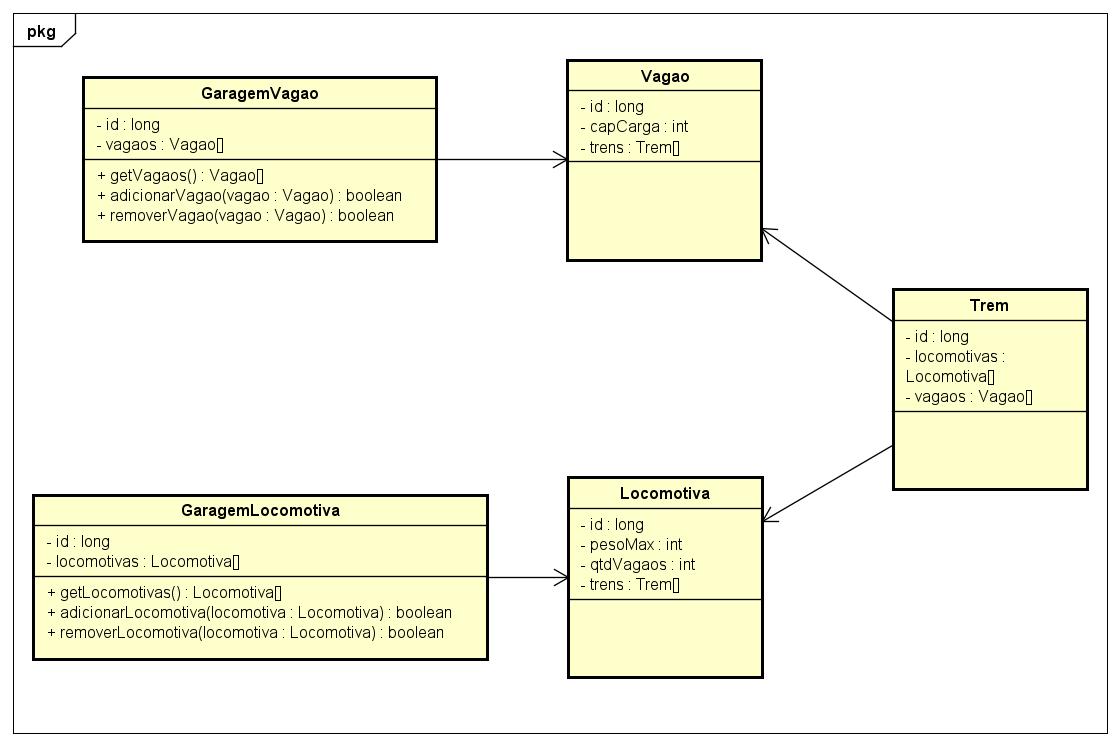 pkg
GaragemVagao
- id : long
- vagaos : Vagao[]
+ getVagaos() : Vagao[]
+ adicionarVagao(vagao : Vagao) : boolean
+ removerVagao(vagao : Vagao) : boolean
Vagao
- id : long
- capCarga : int
- trens : Trem[]
Trem
- id : long
- locomotivas :
Locomotiva[]
- vagaos : Vagao[]
GaragemLocomotiva
- id : long
- locomotivas : Locomotiva[]
+ getLocomotivas() : Locomotiva[]
+ adicionarLocomotiva(locomotiva : Locomotiva) : boolean
+ removerLocomotiva(locomotiva : Locomotiva) : boolean
Locomotiva
- id : long
- pesoMax : int
- qtdVagaos : int
- trens : Trem[]